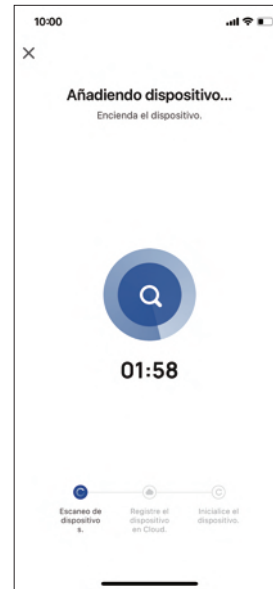 10:00
Añadiendo dispositivo...
Encienda el dispositivo.
01:58
Escaneo de
dispositivo
s.
Registre el
dispositivo
en Cloud.
Inicialice el
dispositivo.